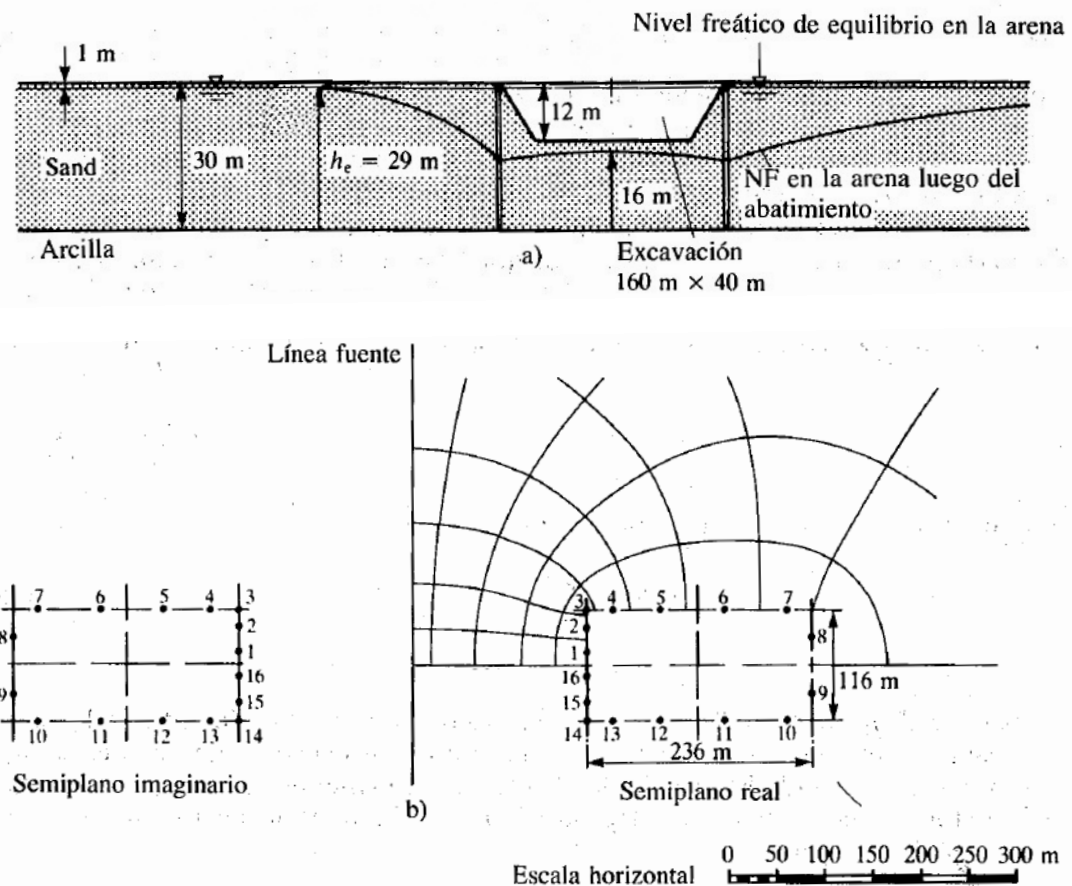 Nivel freático de equilibrio en la arena
1 m
12 m
Sand
30 m
hₑ = 29 m
16 m
NF en la arena luego del
abatimiento
Arcilla
a)
Excavación
160 m × 40 m
Línea fuente
7 6 5 4 3
8 2
1
16
9 15
10 11 12 13 14
Semiplano imaginario
3 4 5 6 7
2 8
1
16
15 9
116 m
14 13 12 11 10
236 m
b)
Semiplano real
Escala horizontal
0 50 100 150 200 250 300 m